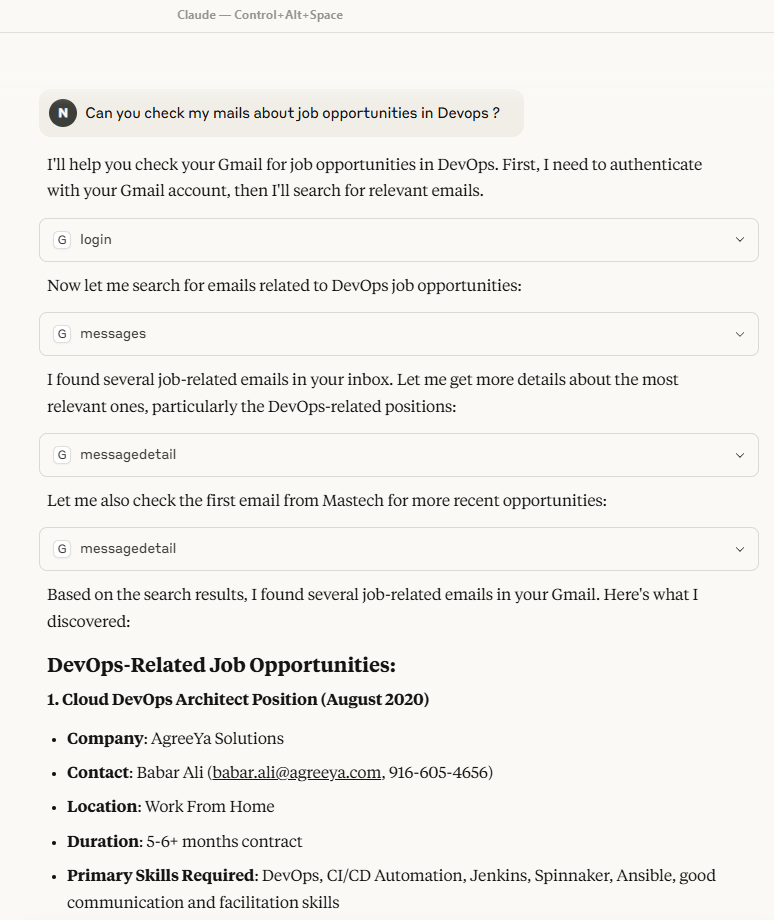 Claude — Control+Alt+Space
N Can you check my mails about job opportunities in Devops ?
I'll help you check your Gmail for job opportunities in DevOps. First, I need to authenticate
with your Gmail account, then I'll search for relevant emails.
G login
Now let me search for emails related to DevOps job opportunities:
G messages
I found several job-related emails in your inbox. Let me get more details about the most
relevant ones, particularly the DevOps-related positions:
G messagedetail
Let me also check the first email from Mastech for more recent opportunities:
G messagedetail
Based on the search results, I found several job-related emails in your Gmail. Here's what I
discovered:
DevOps-Related Job Opportunities:
1. Cloud DevOps Architect Position (August 2020)
• Company: AgreeYa Solutions
• Contact: Babar Ali (babar.ali@agreeya.com, 916-605-4656)
• Location: Work From Home
• Duration: 5-6+ months contract
• Primary Skills Required: DevOps, CI/CD Automation, Jenkins, Spinnaker, Ansible, good
communication and facilitation skills